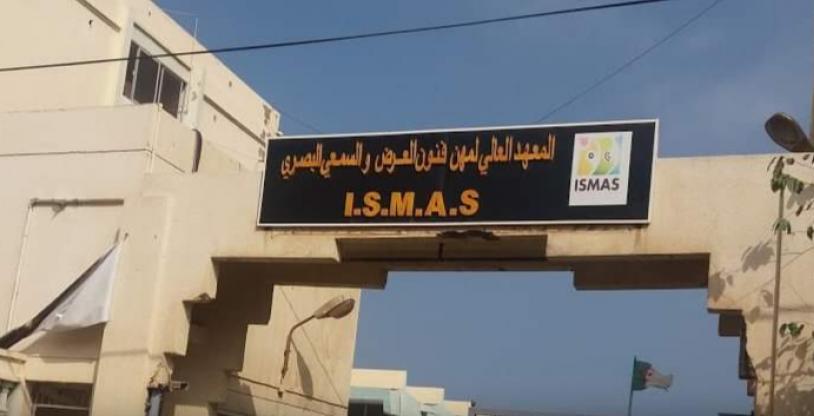 المعهد العالي لمهن فنون العرض والسمعي البصري
I.S.M.A.S
ISMAS